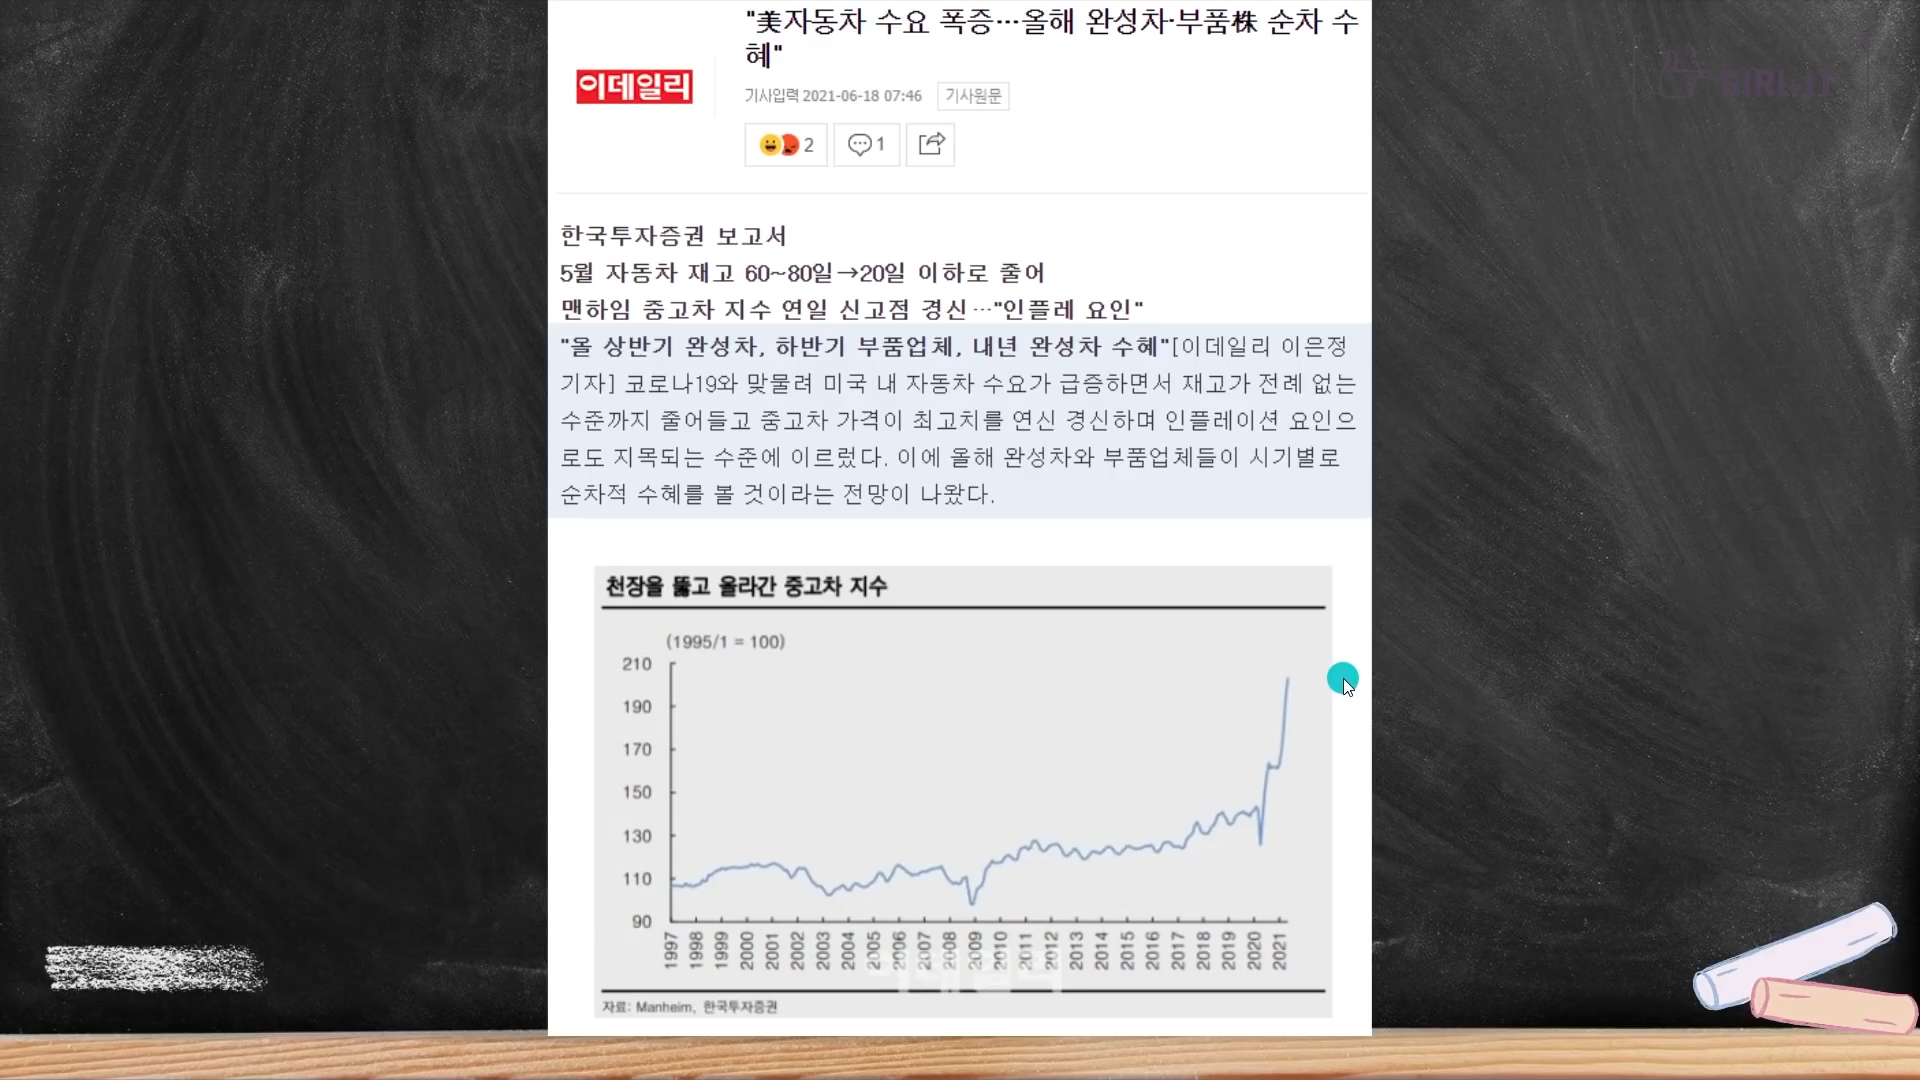 "美자동차 수요 폭증…올해 완성차·부품株 순차 수
혜"
이데일리
기사입력 2021-06-18 07:46 기사원문
2 1
한국투자증권 보고서
5월 자동차 재고 60~80일→20일 이하로 줄어
맨하임 중고차 지수 연일 신고점 경신…"인플레 요인"
"올 상반기 완성차, 하반기 부품업체, 내년 완성차 수혜"[이데일리 이은정
기자] 코로나19와 맞물려 미국 내 자동차 수요가 급증하면서 재고가 전례 없는
수준까지 줄어들고 중고차 가격이 최고치를 연신 경신하며 인플레이션 요인으
로도 지목되는 수준에 이르렀다. 이에 올해 완성차와 부품업체들이 시기별로
순차적 수혜를 볼 것이라는 전망이 나왔다.
천장을 뚫고 올라간 중고차 지수
(1995/1 = 100)
210
190
170
150
130
110
90
1997 1998 1999 2000 2001 2002 2003 2004 2005 2006 2007 2008 2009 2010 2011 2012 2013 2014 2015 2016 2017 2018 2019 2020 2021
이데일리
자료: Manheim, 한국투자증권